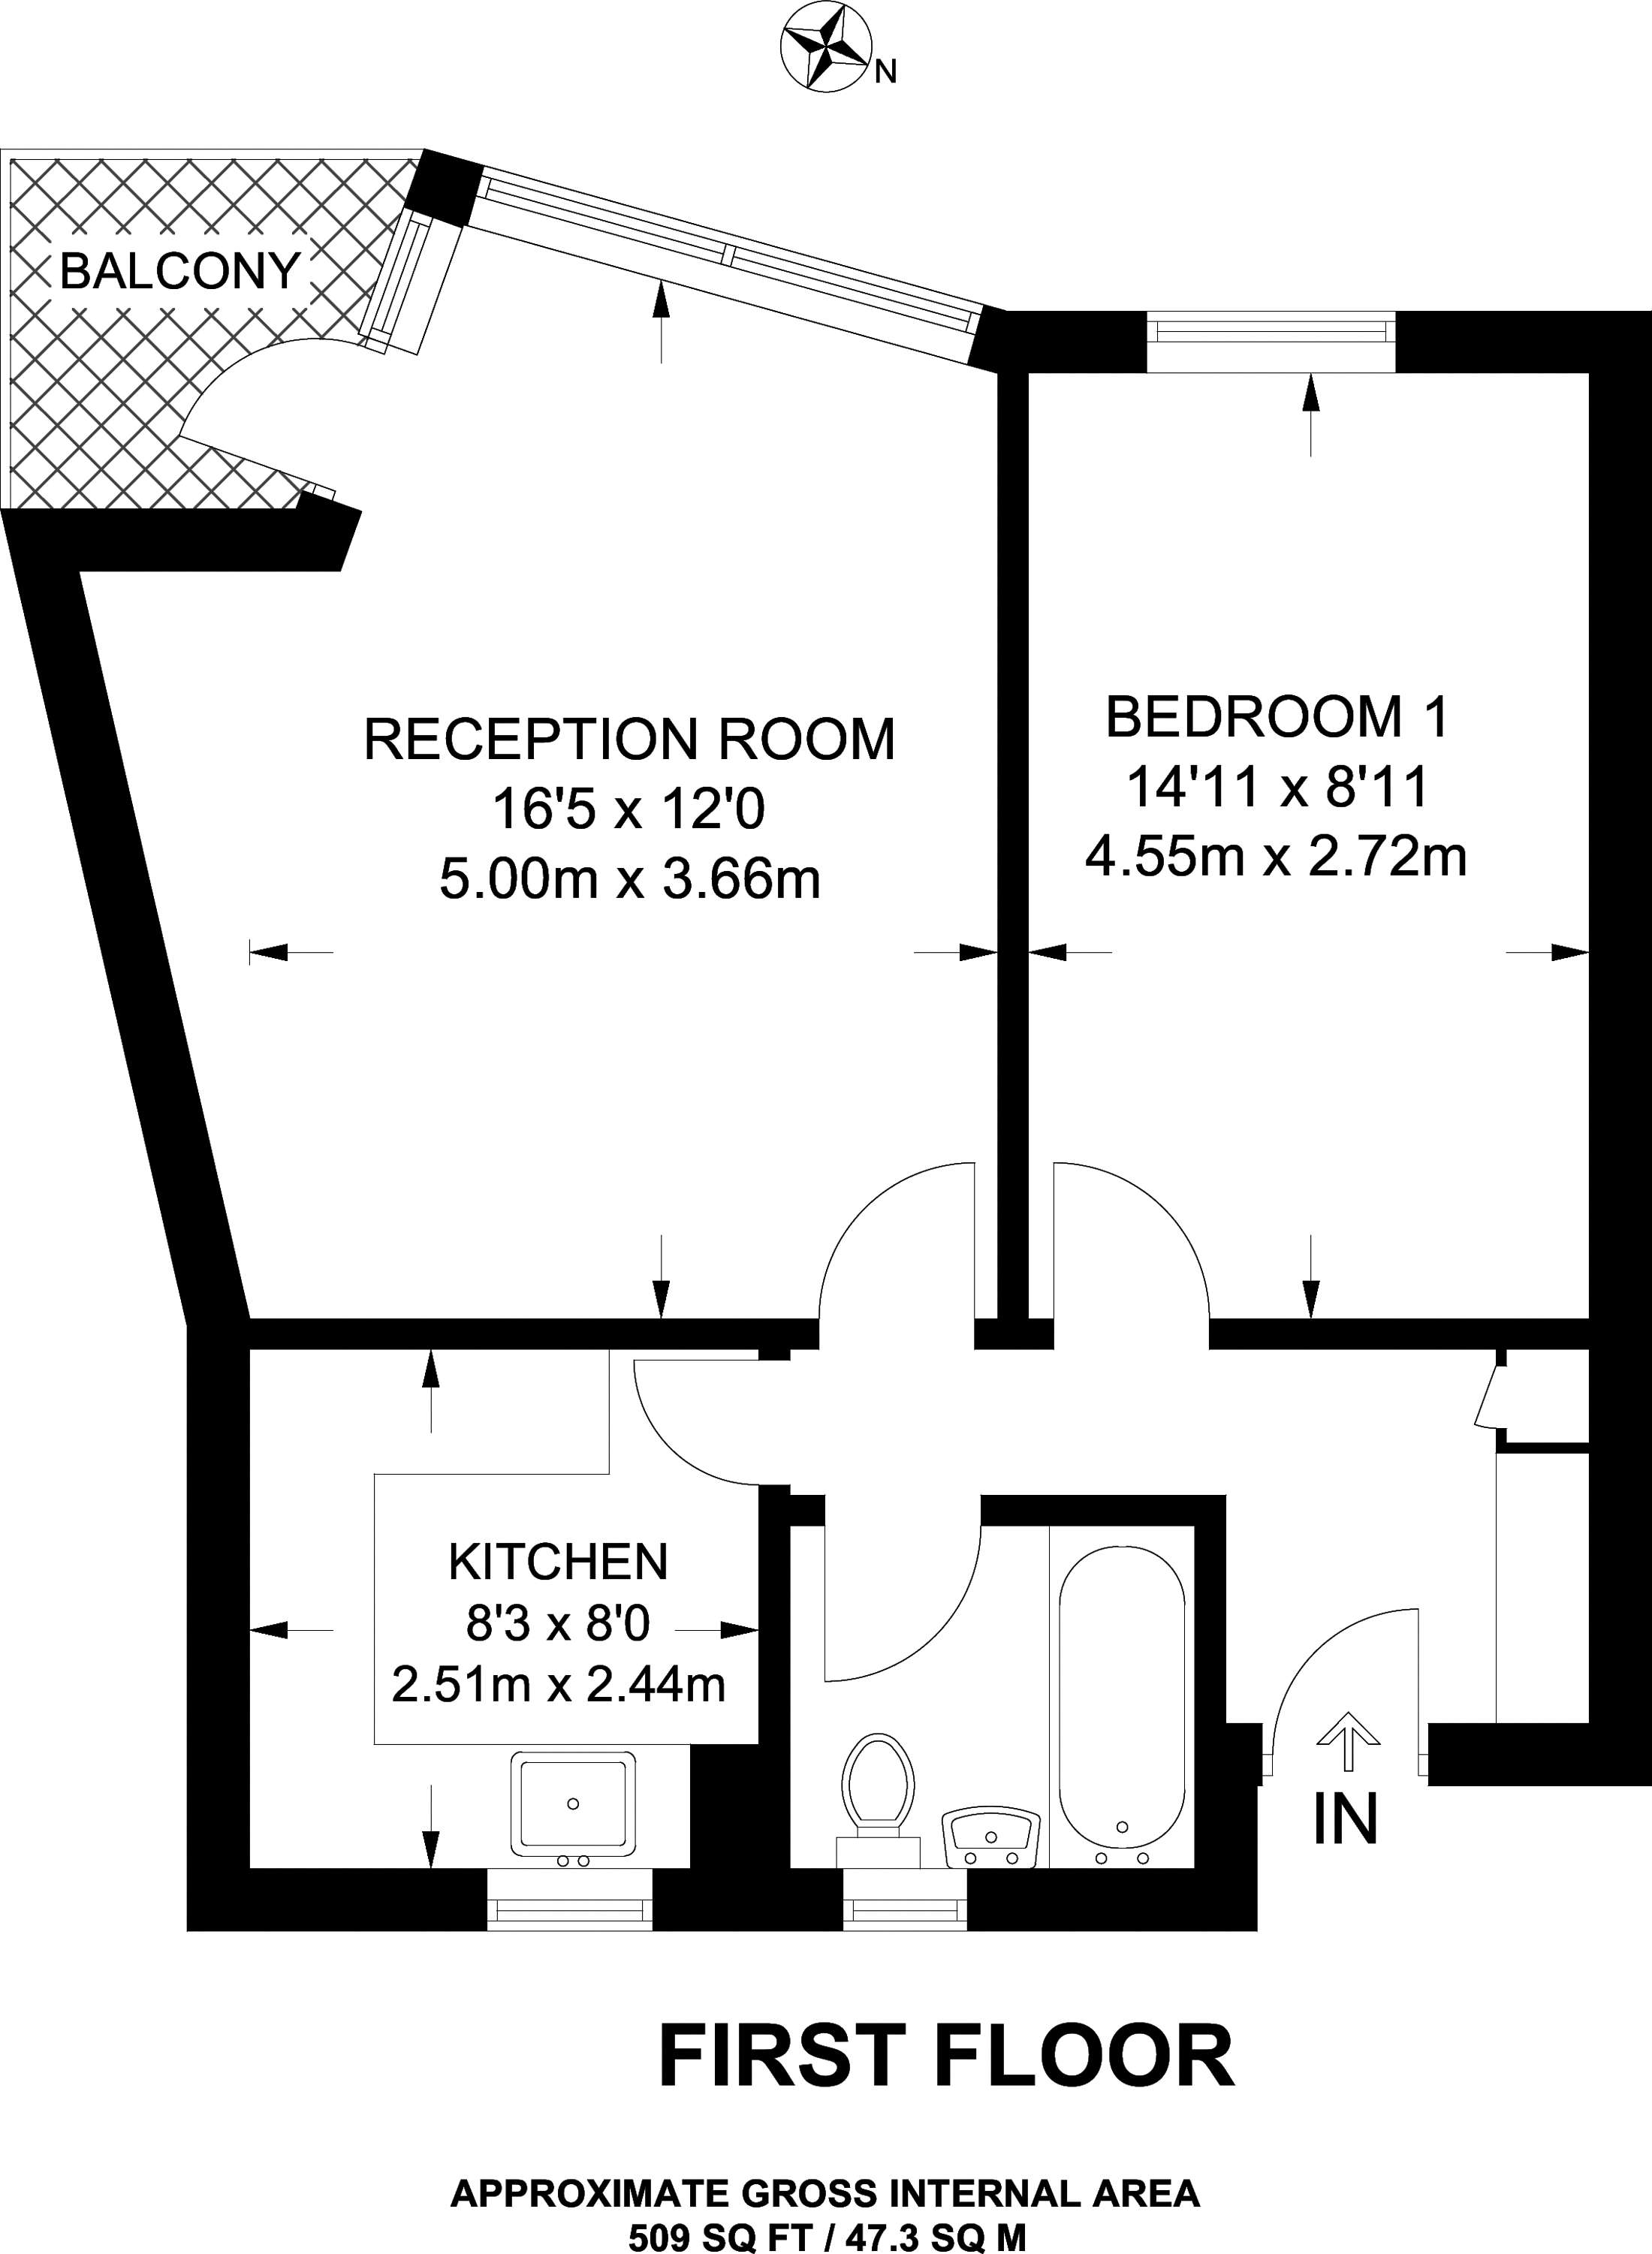 N
BALCONY
RECEPTION ROOM
16'5 x 12'0
5.00m x 3.66m
BEDROOM 1
14'11 x 8'11
4.55m x 2.72m
KITCHEN
8'3 x 8'0
2.51m x 2.44m
IN
FIRST FLOOR
APPROXIMATE GROSS INTERNAL AREA
509 SQ FT / 47.3 SQ M